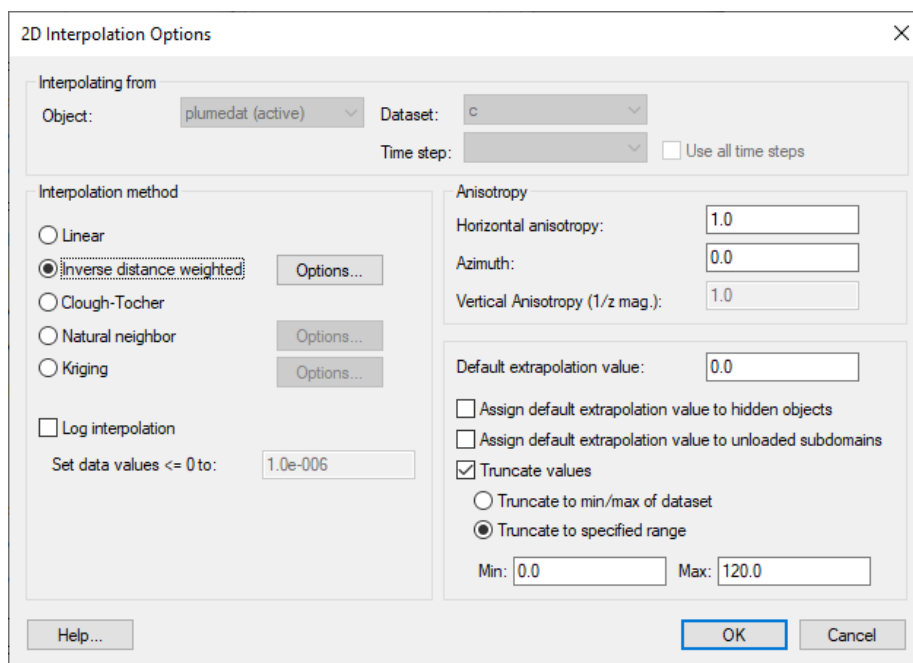 2D Interpolation Options
Interpolating from
Object: plumedat (active) Dataset: c
Time step: Use all time steps
Interpolation method
Linear
Inverse distance weighted Options...
Clough-Tocher
Natural neighbor Options...
Kriging Options...
Log interpolation
Set data values <= 0 to: 1.0e-006
Anisotropy
Horizontal anisotropy: 1.0
Azimuth: 0.0
Vertical Anisotropy (1/z mag.): 1.0
Default extrapolation value: 0.0
Assign default extrapolation value to hidden objects
Assign default extrapolation value to unloaded subdomains
Truncate values
Truncate to min/max of dataset
Truncate to specified range
Min: 0.0 Max: 120.0
Help... OK Cancel